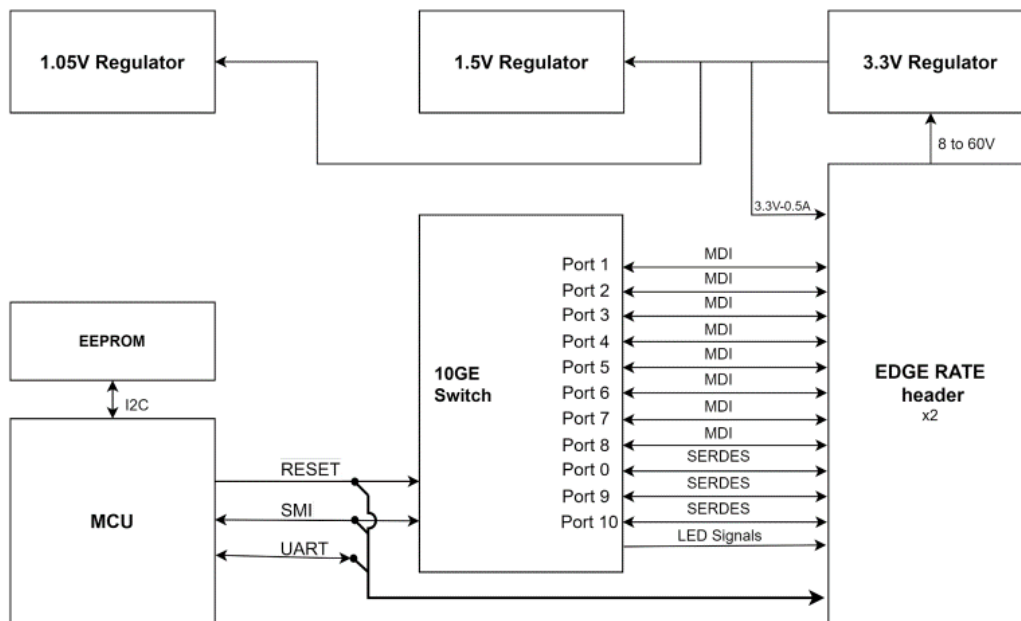 1.05V Regulator
1.5V Regulator
3.3V Regulator
8 to 60V
3.3V-0.5A
Port 1
MDI
Port 2
MDI
Port 3
MDI
Port 4
MDI
Port 5
MDI
Port 6
MDI
Port 7
MDI
Port 8
MDI
Port 0
SERDES
Port 9
SERDES
Port 10
SERDES
LED Signals
10GE
Switch
EDGE RATE
header
x2
EEPROM
I2C
MCU
RESET
SMI
UART